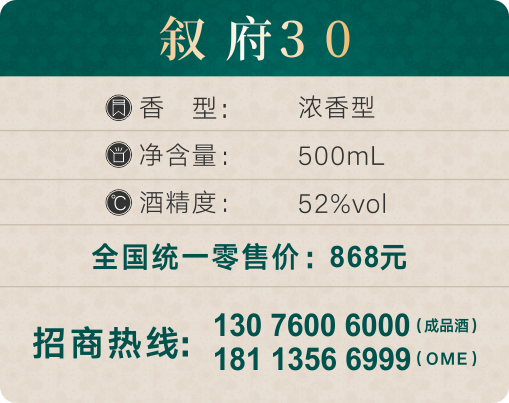 叙府30
香 型： 浓香型
净含量： 500mL
酒精度： 52%vol
全国统一零售价：868元
招商热线:
130 7600 6000(成品酒)
181 1356 6999(OME)